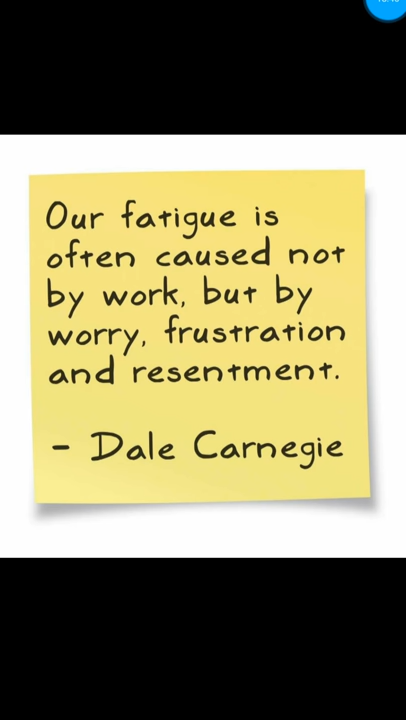 Our fatigue is
often caused not
by work, but by
worry, frustration
and resentment.
- Dale Carnegie